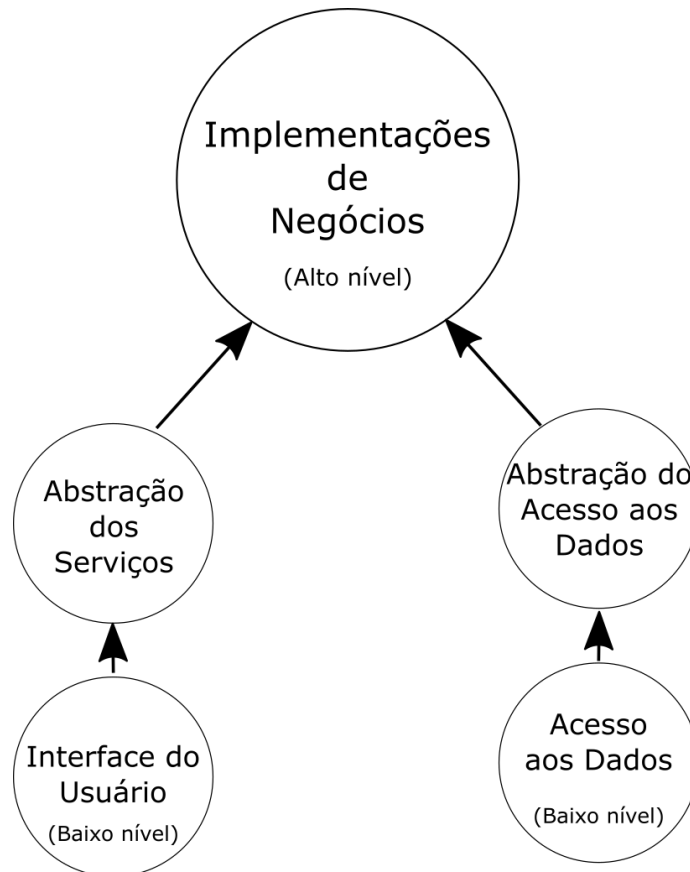 Implementações
de
Negócios
(Alto nível)
Abstração
dos
Serviços
Abstração do
Acesso aos
Dados
Interface do
Usuário
(Baixo nível)
Acesso
aos Dados
(Baixo nível)